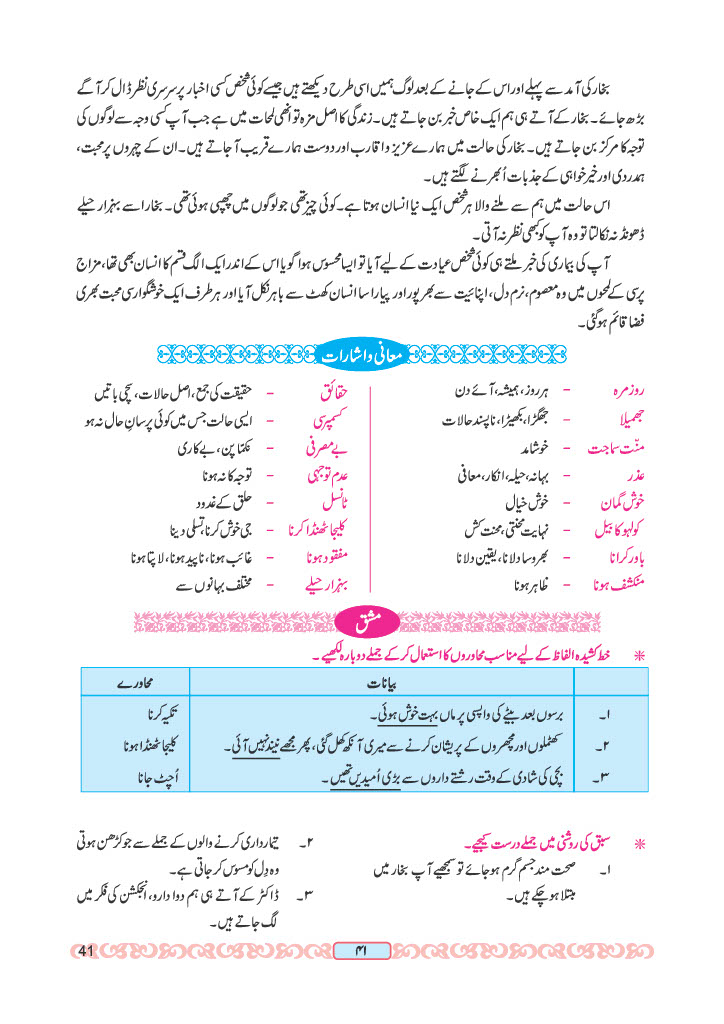 بخار کی آمد سے پہلے اور اس کے جانے کے بعد لوگ ہمیں اسی طرح دیکھتے ہیں جیسے کوئی شخص کسی اخبار پر سرسری نظر ڈال کر آگے
بڑھ جائے۔ بخار کے آتے ہی ہم ایک خاص خبر بن جاتے ہیں۔ زندگی کا اصل مزہ تو انھی لمحات میں ہے جب آپ کسی وجہ سے لوگوں کی
توجہ کا مرکز بن جاتے ہیں۔ بخار کی حالت میں ہمارے عزیز و اقارب اور دوست ہمارے قریب آجاتے ہیں۔ ان کے چہروں پر محبت،
ہمدردی اور خیر خواہی کے جذبات اُبھرنے لگتے ہیں۔
اس حالت میں ہم سے ملنے والا ہر شخص ایک نیا انسان ہوتا ہے۔ کوئی چیز تھی جو لوگوں میں چھپی ہوئی تھی۔ بخار اسے بہزار حیلے
ڈھونڈ نہ نکالتا تو وہ آپ کو کبھی نظر نہ آتی۔
آپ کی بیماری کی خبر ملتے ہی کوئی شخص عیادت کے لیے آیا تو ایسا محسوس ہوا گویا اس کے اندر ایک الگ قسم کا انسان بھی تھا، مزاج
پرسی کے لمحوں میں وہ معصوم، نرم دل، اپنائیت سے بھرپور اور پیارا سا انسان کھٹ سے باہر نکل آیا اور ہر طرف ایک خوشگوار سی محبت بھری
فضا قائم ہوگئی۔
معانی و اشارات
روزمرہ - ہر روز، ہمیشہ، آئے دن
جھمیلا - جھگڑا، بکھیڑا، ناپسند حالات
منّت سماجت - خوشامد
عذر - بہانہ، حیلہ، انکار، معافی
خوش گمان - خوش خیال
کولہو کا بیل - نہایت محنتی، محنت کش
باور کرانا - بھروسا دلانا، یقین دلانا
منکشف ہونا - ظاہر ہونا
حقائق - حقیقت کی جمع، اصل حالات، سچی باتیں
کسمپرسی - ایسی حالت جس میں کوئی پرسانِ حال نہ ہو
بے مصرفی - نکمّا پن، بے کاری
عدم توجہی - توجہ کا نہ ہونا
ٹانسل - حلق کے غدود
کلیجا ٹھنڈا کرنا - جی خوش کرنا، تسلی دینا
مفقود ہونا - غائب ہونا، ناپید ہونا، لاپتا ہونا
بہزار حیلے - مختلف بہانوں سے
مشق
✻ خط کشیدہ الفاظ کے لیے مناسب محاوروں کا استعمال کر کے جملے دوبارہ لکھیے۔
بیانات محاورے
۱۔ برسوں بعد بیٹے کی واپسی پر ماں بہت خوش ہوئی۔ تکیہ کرنا
۲۔ کھٹملوں اور مچھروں کے پریشان کرنے سے میری آنکھ کھل گئی، پھر مجھے نیند نہیں آئی۔ کلیجا ٹھنڈا ہونا
۳۔ بچی کی شادی کے وقت رشتے داروں سے بڑی اُمیدیں تھیں۔ اُچٹ جانا
✻ سبق کی روشنی میں جملے درست کیجیے۔
۱۔ صحت مند جسم گرم ہو جائے تو سمجھیے آپ بخار میں
مبتلا ہو چکے ہیں۔
۲۔ تیمارداری کرنے والوں کے جملے سے جو کڑھن ہوتی
وہ دِل کو مسوس کر جاتی ہے۔
۳۔ ڈاکٹر کے آتے ہی ہم دوا دارو، انجکشن کی فکر میں
لگ جاتے ہیں۔
41
۴۱